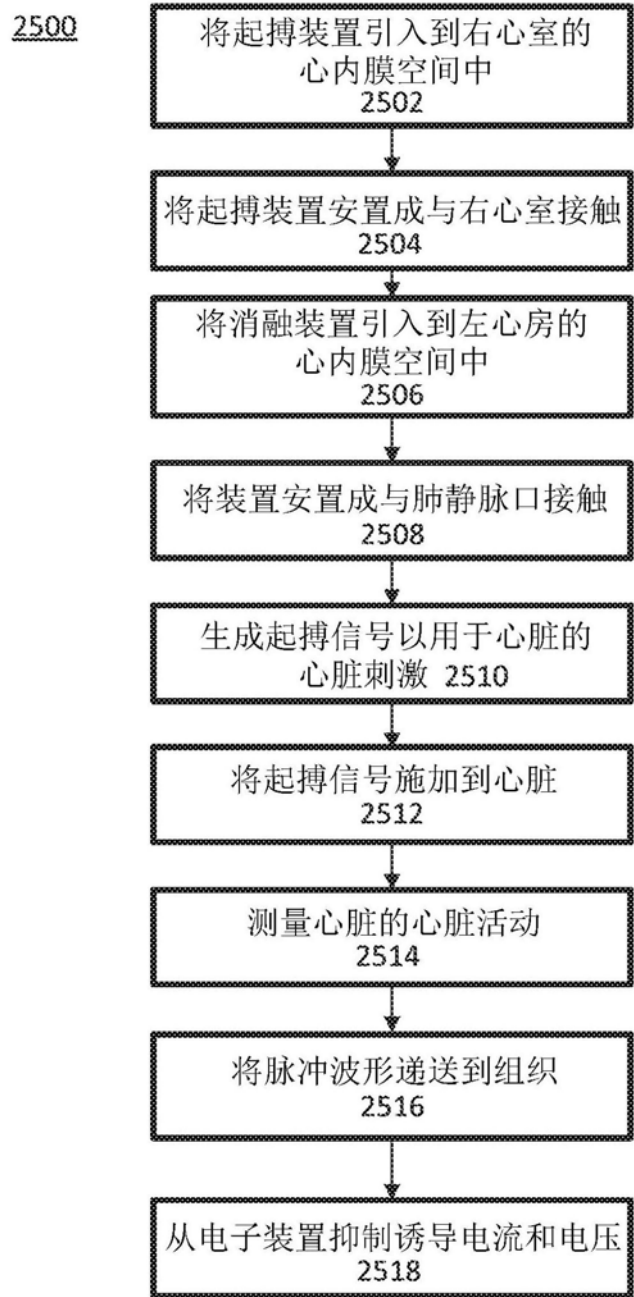 2500
将起搏装置引入到右心室的
心内膜空间中
2502
将起搏装置安置成与右心室接触
2504
将消融装置引入到左心房的
心内膜空间中
2506
将装置安置成与肺静脉口接触
2508
生成起搏信号以用于心脏的
心脏刺激 2510
将起搏信号施加到心脏
2512
测量心脏的心脏活动
2514
将脉冲波形递送到组织
2516
从电子装置抑制诱导电流和电压
2518